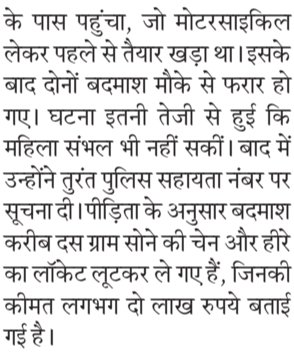 के पास पहुंचा, जो मोटरसाइकिल
लेकर पहले से तैयार खड़ा था। इसके
बाद दोनों बदमाश मौके से फरार हो
गए। घटना इतनी तेजी से हुई कि
महिला संभल भी नहीं सकीं। बाद में
उन्होंने तुरंत पुलिस सहायता नंबर पर
सूचना दी। पीड़िता के अनुसार बदमाश
करीब दस ग्राम सोने की चेन और हीरे
का लॉकेट लूटकर ले गए हैं, जिनकी
कीमत लगभग दो लाख रुपये बताई
गई है।